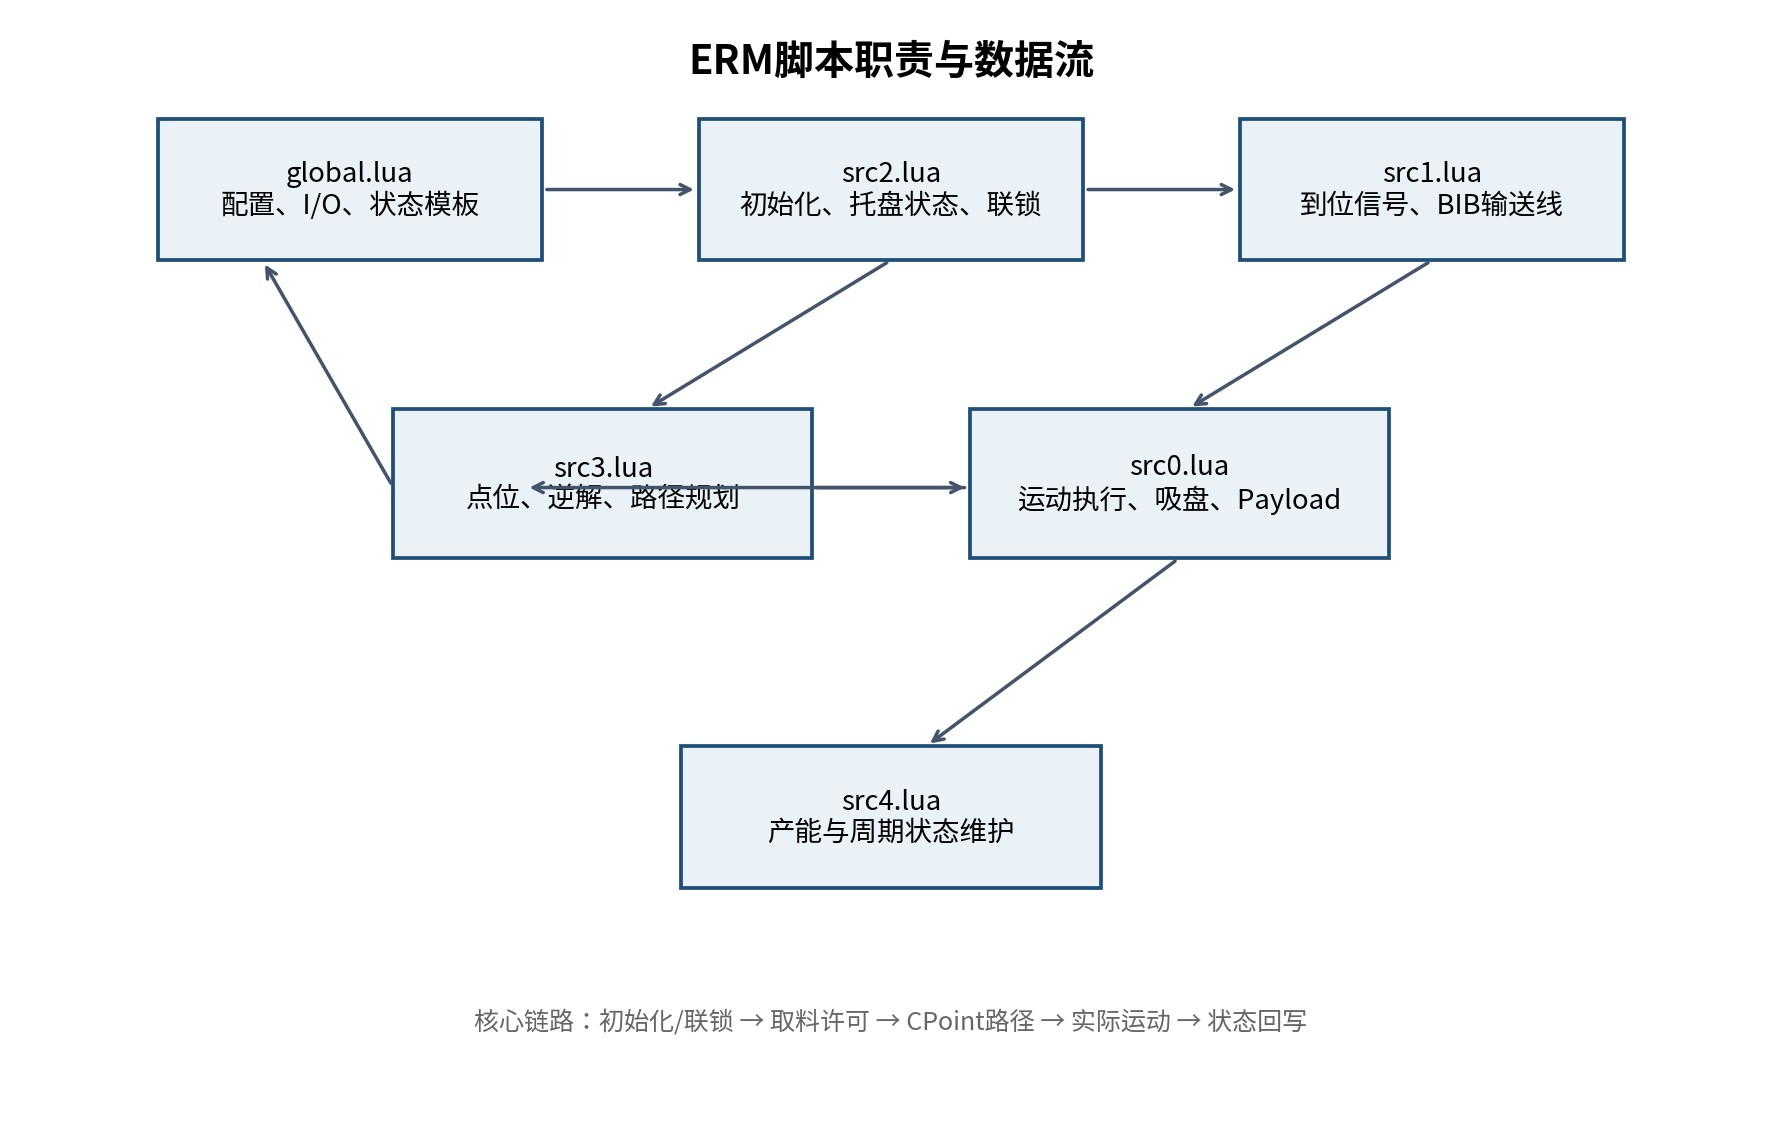 ERM脚本职责与数据流
global.lua
配置、I/O、状态模板
src2.lua
初始化、托盘状态、联锁
src1.lua
到位信号、BIB输送线
src3.lua
点位、逆解、路径规划
src0.lua
运动执行、吸盘、Payload
src4.lua
产能与周期状态维护
核心链路：初始化/联锁 → 取料许可 → CPoint路径 → 实际运动 → 状态回写